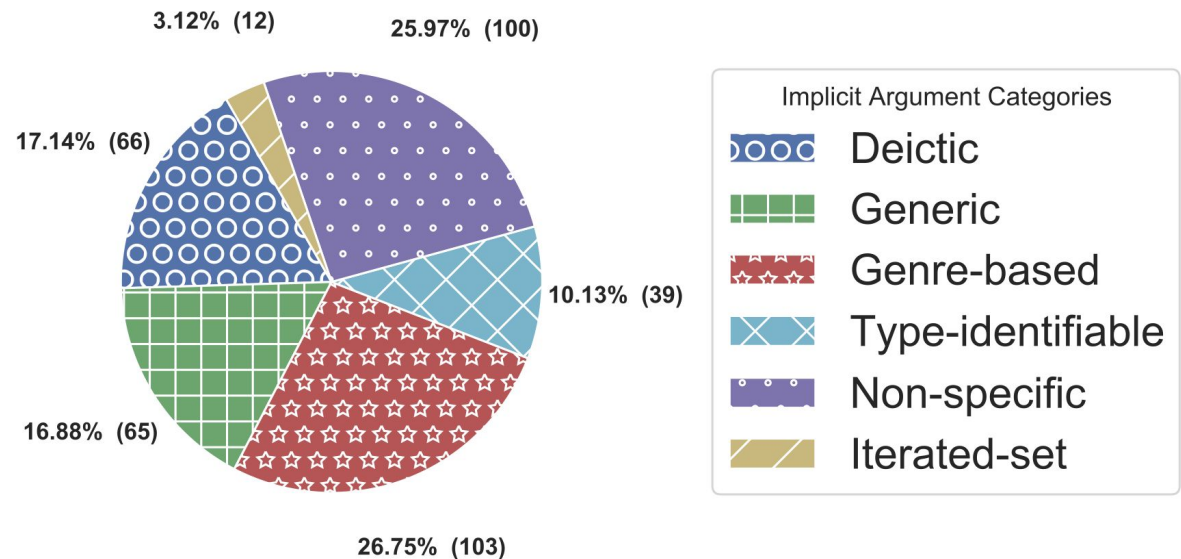 3.12% (12)
25.97% (100)
17.14% (66)
10.13% (39)
16.88% (65)
26.75% (103)
Implicit Argument Categories
Deictic
Generic
Genre-based
Type-identifiable
Non-specific
Iterated-set